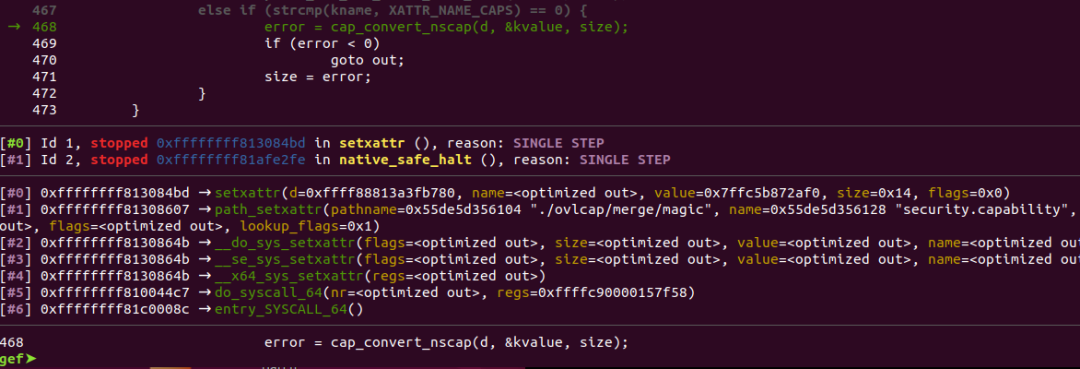 467 else if (strcmp(kname, XATTR_NAME_CAPS) == 0) {
→ 468 error = cap_convert_nscap(d, &kvalue, size);
469 if (error < 0)
470 goto out;
471 size = error;
472 }
473 }
[#0] Id 1, stopped 0xffffffff813084bd in setxattr (), reason: SINGLE STEP
[#1] Id 2, stopped 0xffffffff81afe2fe in native_safe_halt (), reason: SINGLE STEP
[#0] 0xffffffff813084bd → setxattr(d=0xffff88813a3fb780, name=<optimized out>, value=0x7ffc5b872af0, size=0x14, flags=0x0)
[#1] 0xffffffff81308607 → path_setxattr(pathname=0x55de5d356104 "./ovlcap/merge/magic", name=0x55de5d356128 "security.capability",
out>, flags=<optimized out>, lookup_flags=0x1)
[#2] 0xffffffff8130864b → __do_sys_setxattr(flags=<optimized out>, size=<optimized out>, value=<optimized out>, name=<optimized ou
[#3] 0xffffffff8130864b → __se_sys_setxattr(flags=<optimized out>, size=<optimized out>, value=<optimized out>, name=<optimized ou
[#4] 0xffffffff8130864b → __x64_sys_setxattr(regs=<optimized out>)
[#5] 0xffffffff810044c7 → do_syscall_64(nr=<optimized out>, regs=0xffffc90000157f58)
[#6] 0xffffffff81c0008c → entry_SYSCALL_64()
468 error = cap_convert_nscap(d, &kvalue, size);
gef➤